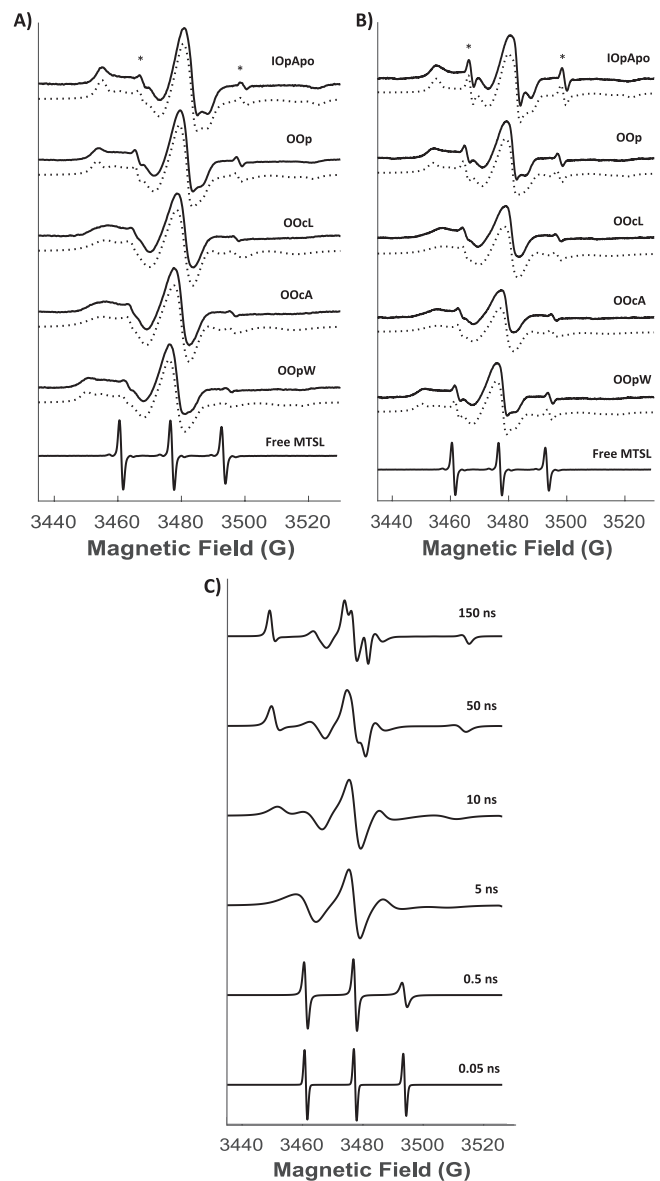 A)
*
*
IOpApo
OOp
OOcL
OOcA
OOpW
Free MTSL
3440 3460 3480 3500 3520
Magnetic Field (G)
B)
*
*
IOpApo
OOp
OOcL
OOcA
OOpW
Free MTSL
3440 3460 3480 3500 3520
Magnetic Field (G)
C)
150 ns
50 ns
10 ns
5 ns
0.5 ns
0.05 ns
3440 3460 3480 3500 3520
Magnetic Field (G)